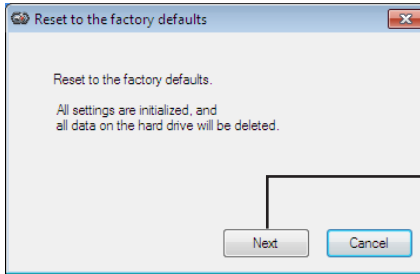 Reset to the factory defaults
Reset to the factory defaults.
All settings are initialized, and
all data on the hard drive will be deleted.
Next
Cancel